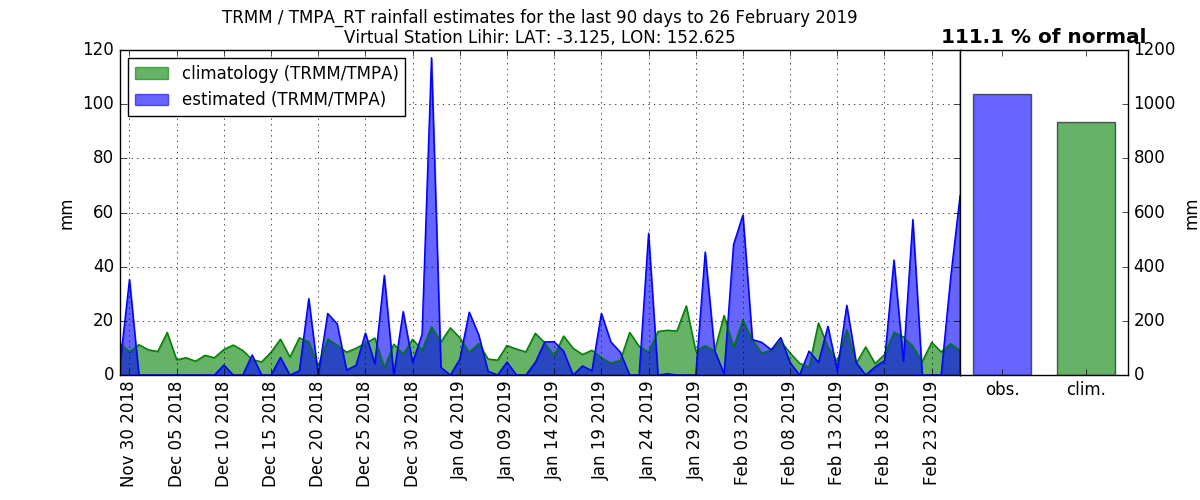 TRMM / TMPA_RT rainfall estimates for the last 90 days to 26 February 2019
Virtual Station Lihir: LAT: -3.125, LON: 152.625
111.1 % of normal
climatology (TRMM/TMPA)
estimated (TRMM/TMPA)
120
100
80
60
40
20
0
mm
Nov 30 2018
Dec 05 2018
Dec 10 2018
Dec 15 2018
Dec 20 2018
Dec 25 2018
Dec 30 2018
Jan 04 2019
Jan 09 2019
Jan 14 2019
Jan 19 2019
Jan 24 2019
Jan 29 2019
Feb 03 2019
Feb 08 2019
Feb 13 2019
Feb 18 2019
Feb 23 2019
obs.
clim.
1200
1000
800
600
400
200
0
mm